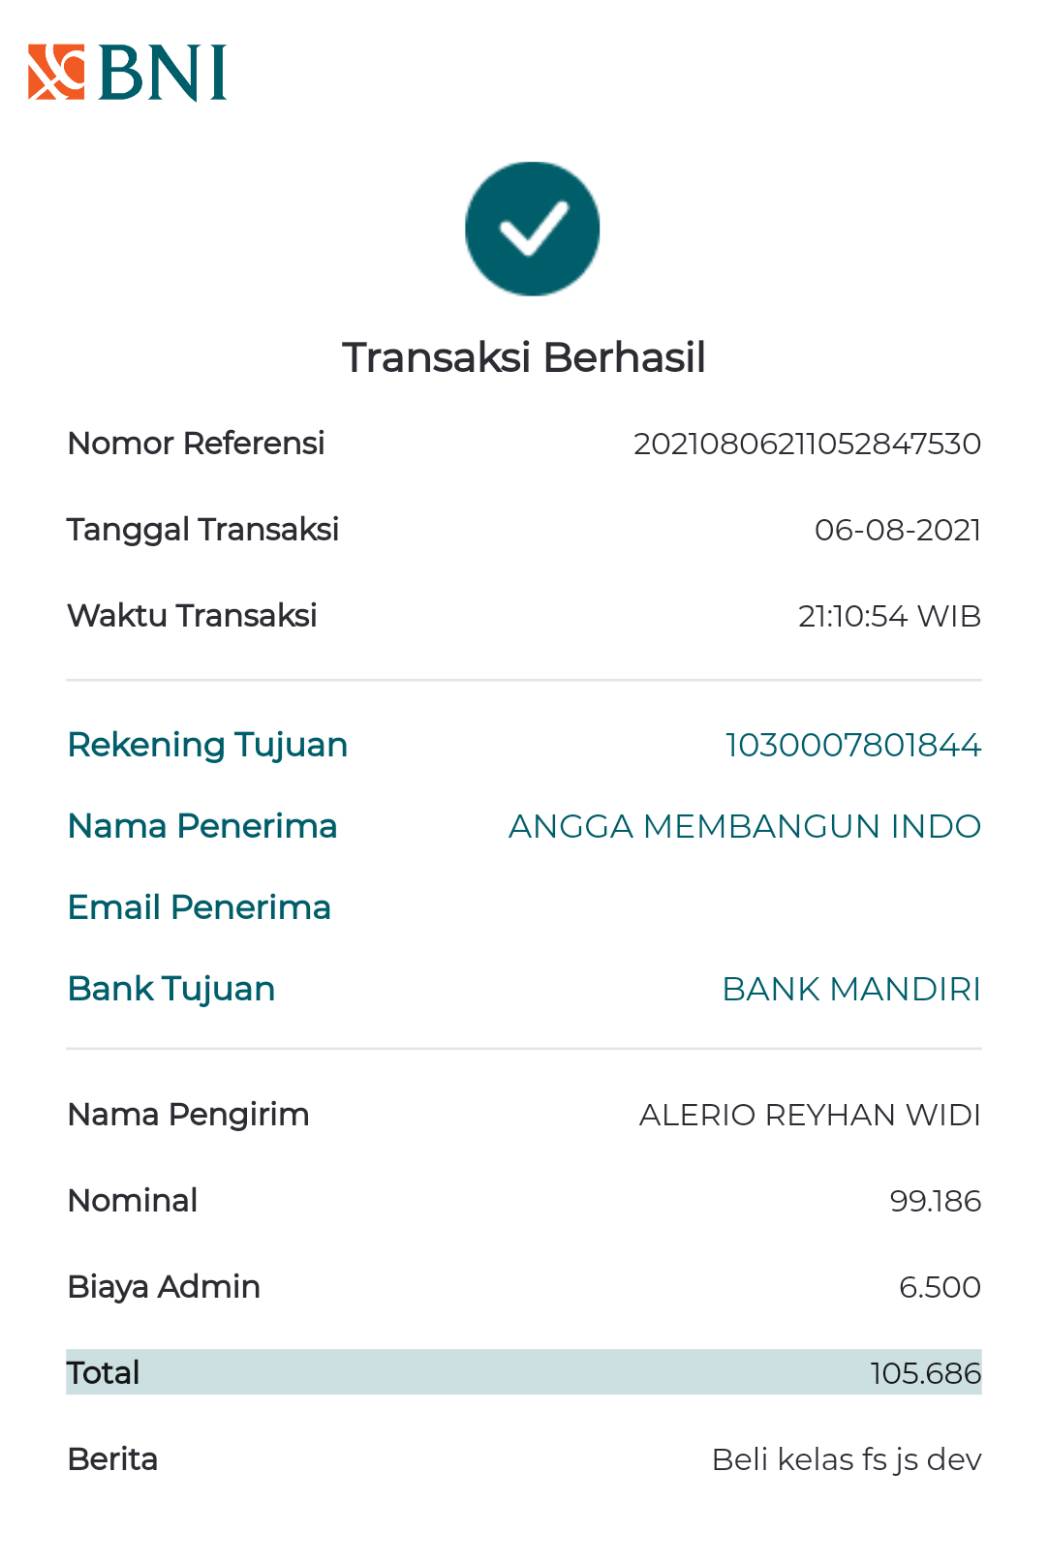 BNI
Transaksi Berhasil
Nomor Referensi 20210806211052847530
Tanggal Transaksi 06-08-2021
Waktu Transaksi 21:10:54 WIB
Rekening Tujuan 1030007801844
Nama Penerima ANGGA MEMBANGUN INDO
Email Penerima
Bank Tujuan BANK MANDIRI
Nama Pengirim ALERIO REYHAN WIDI
Nominal 99.186
Biaya Admin 6.500
Total 105.686
Berita Beli kelas fs js dev